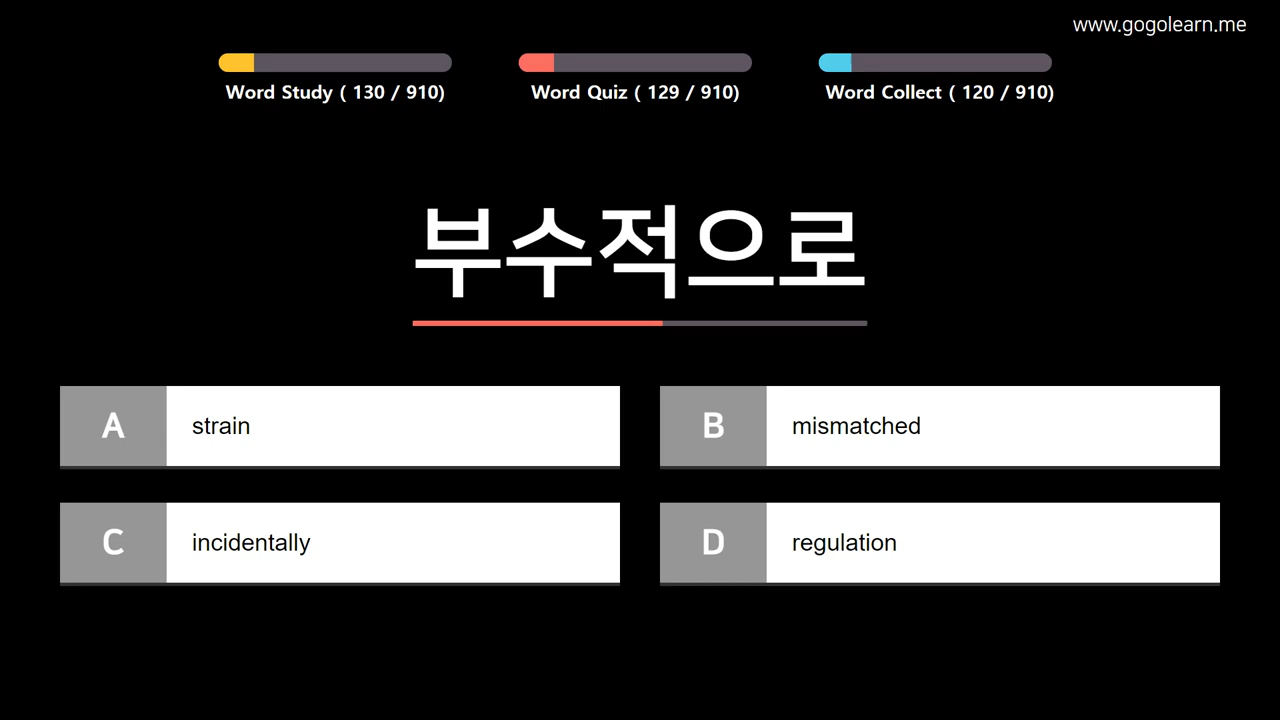 www.gogolearn.me
Word Study ( 130 / 910)
Word Quiz ( 129 / 910)
Word Collect ( 120 / 910)
부수적으로
A strain
B mismatched
C incidentally
D regulation